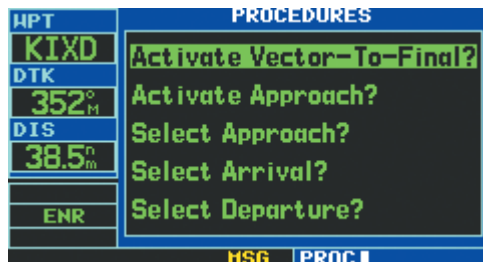 WPT
KIXD
DTK
352°M
DIS
38.5nm
ENR
PROCEDURES
Activate Vector-To-Final?
Activate Approach?
Select Approach?
Select Arrival?
Select Departure?
MSG PROC